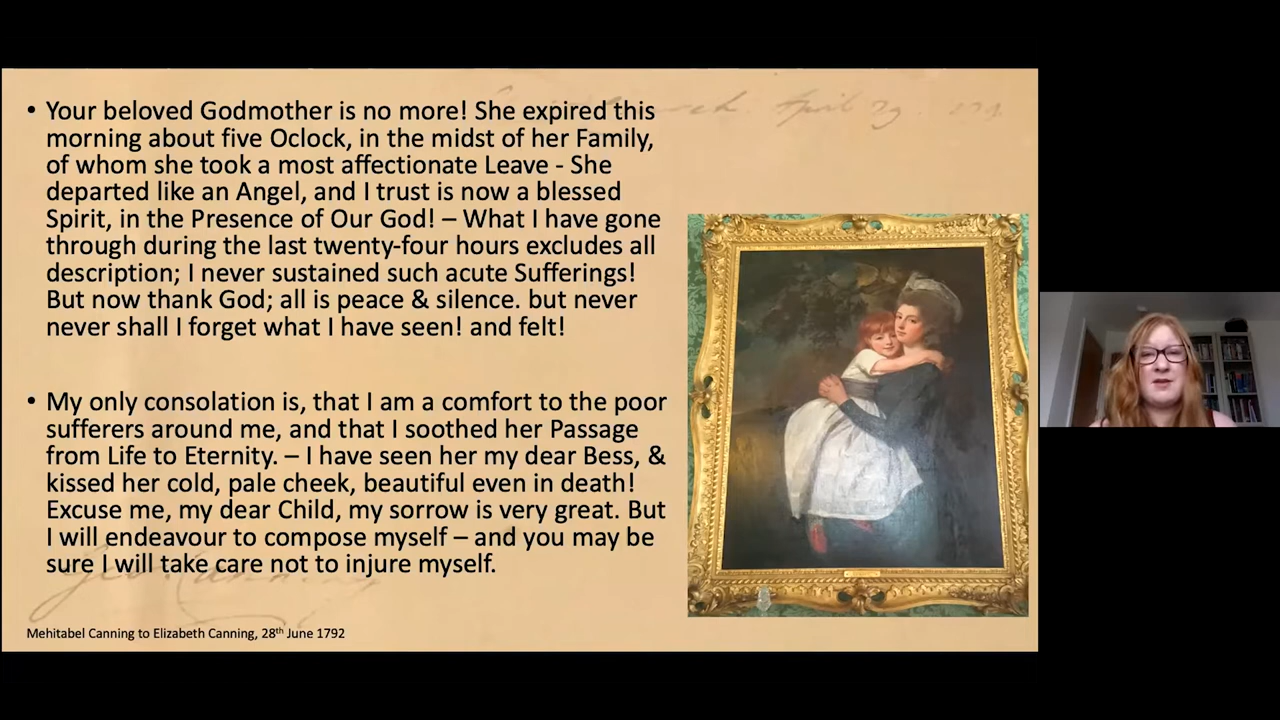 April 29
• Your beloved Godmother is no more! She expired this
morning about five Oclock, in the midst of her Family,
of whom she took a most affectionate Leave - She
departed like an Angel, and I trust is now a blessed
Spirit, in the Presence of Our God! – What I have gone
through during the last twenty-four hours excludes all
description; I never sustained such acute Sufferings!
But now thank God; all is peace & silence. but never
never shall I forget what I have seen! and felt!
• My only consolation is, that I am a comfort to the poor
sufferers around me, and that I soothed her Passage
from Life to Eternity. – I have seen her my dear Bess, &
kissed her cold, pale cheek, beautiful even in death!
Excuse me, my dear Child, my sorrow is very great. But
I will endeavour to compose myself – and you may be
sure I will take care not to injure myself.
Geo. Canning
Mehitabel Canning to Elizabeth Canning, 28th June 1792